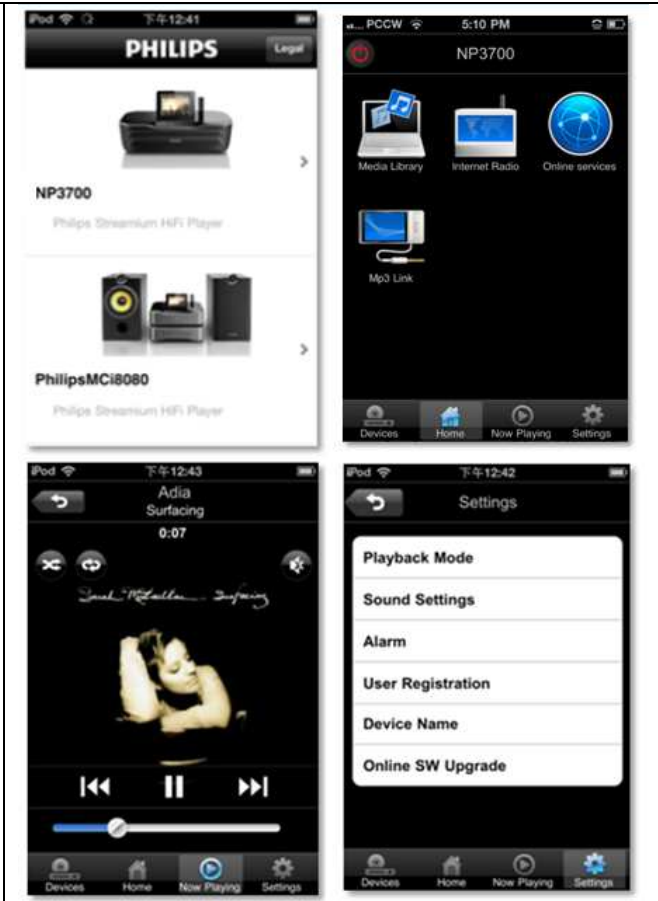 iPod 下午12:41
PHILIPS Legal
NP3700
Philips Streamium HiFi Player
PhilipsMCi8080
Philips Streamium HiFi Player
PCCW 5:10 PM
NP3700
Media Library Internet Radio Online services
Mp3 Link
Devices Home Now Playing Settings
iPod 下午12:43
Adia
Surfacing
0:07
Sarah McLachlan Surfacing
Devices Home Now Playing Settings
iPod 下午12:42
Settings
Playback Mode
Sound Settings
Alarm
User Registration
Device Name
Online SW Upgrade
Devices Home Now Playing Settings